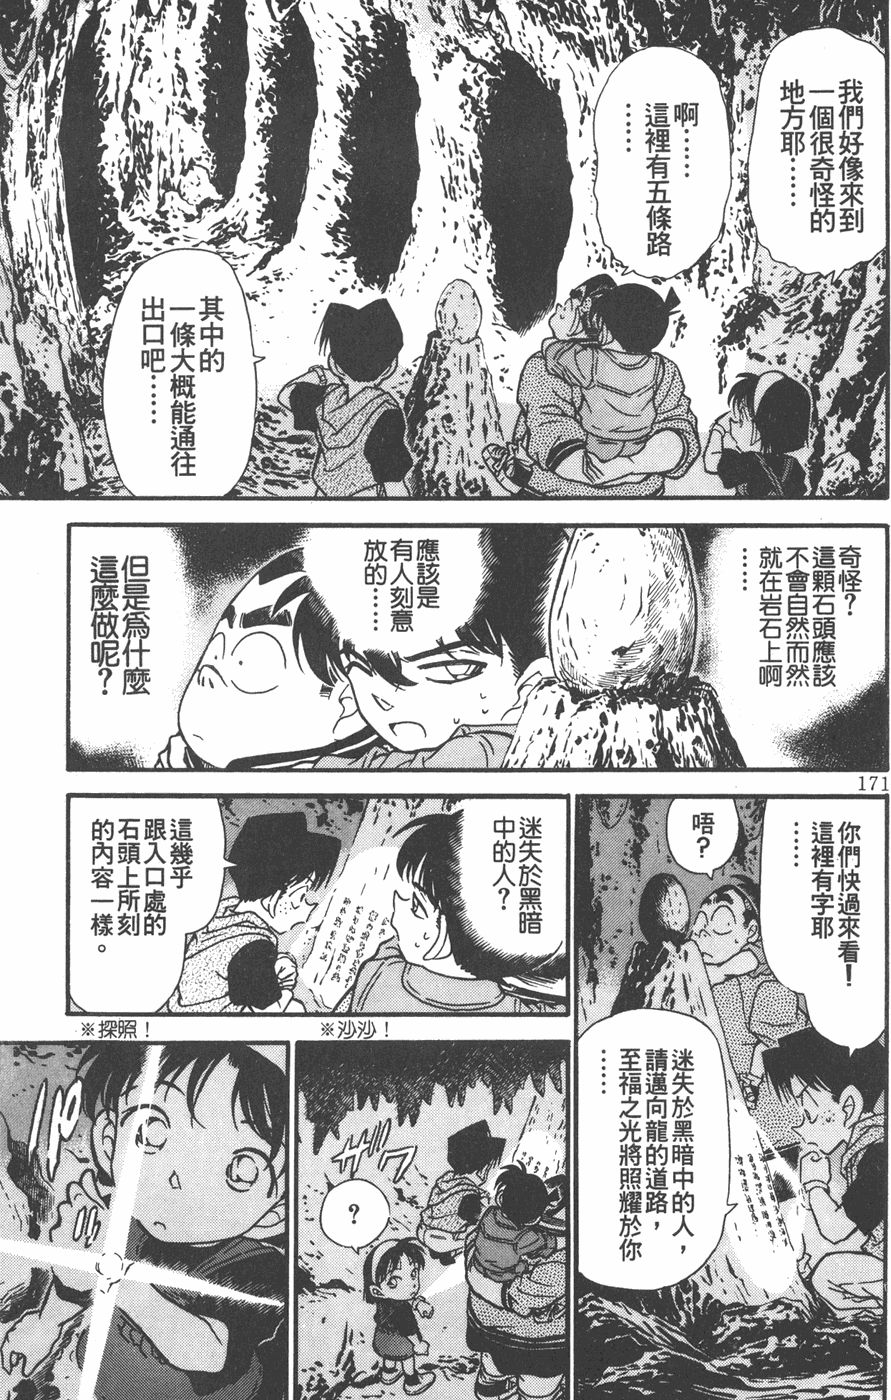 我們好像來到
一個很奇怪的
地方耶……
啊……
這裡有五條路
……
其中的
一條大概能通往
出口吧……
奇怪？
這顆石頭應該
不會自然而然
就在岩石上啊
……
應該是
有人刻意
放的……
但是為什麼
這麼做呢？
171
你們快過來看！
這裡有字耶
……
唔？
迷失於黑暗中的人，
請邁向龍的道路，
至福之光將照耀於你
……
迷失於黑暗
中的人？
這幾乎
跟入口處的
石頭上所刻
的內容一樣。
※沙沙！
？
※探照！